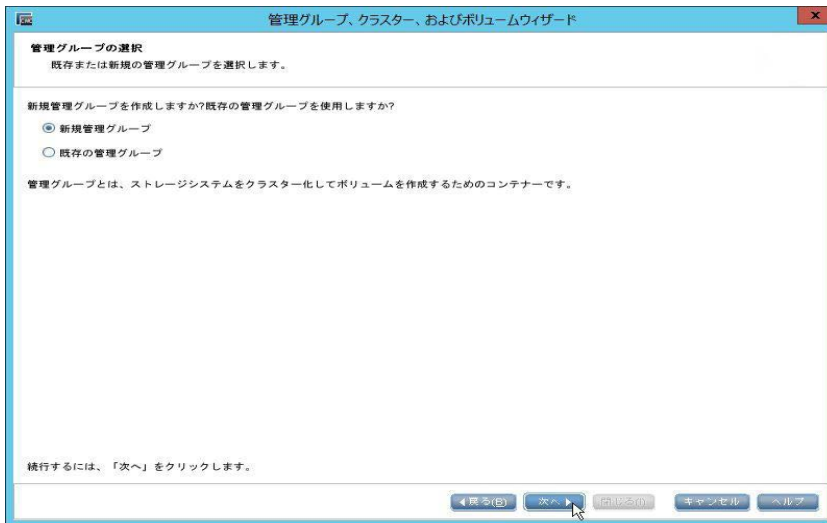 管理グループ、クラスター、およびボリュームウィザード
x
管理グループの選択
既存または新規の管理グループを選択します。
新規管理グループを作成しますか?既存の管理グループを使用しますか?
新規管理グループ
既存の管理グループ
管理グループとは、ストレージシステムをクラスター化してボリュームを作成するためのコンテナーです。
続行するには、「次へ」をクリックします。
戻る(B) 次へ キャンセル ヘルプ